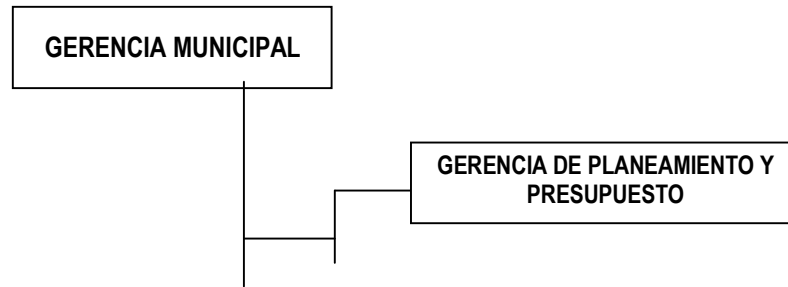 GERENCIA MUNICIPAL
GERENCIA DE PLANEAMIENTO Y
PRESUPUESTO